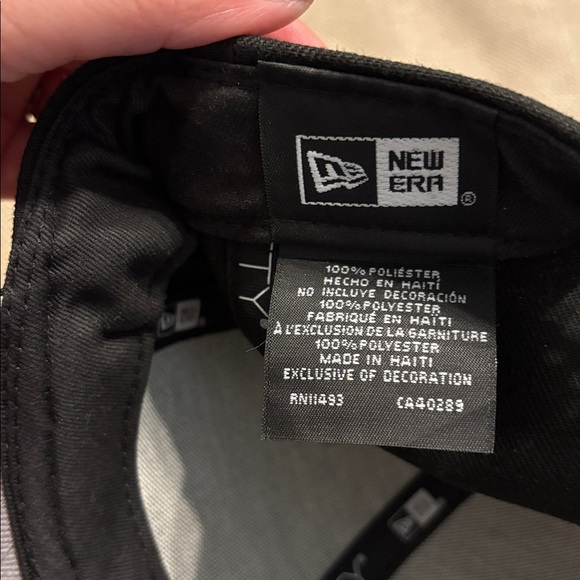 NEW
ERA
®
TY
100% POLIÉSTER
HECHO EN HAITÍ
NO INCLUYE DECORACIÓN
100% POLYESTER
FABRIQUÉ EN HAÏTI
À L'EXCLUSION DE LA GARNITURE
100% POLYESTER
MADE IN HAITI
EXCLUSIVE OF DECORATION
RN11493 CA40289